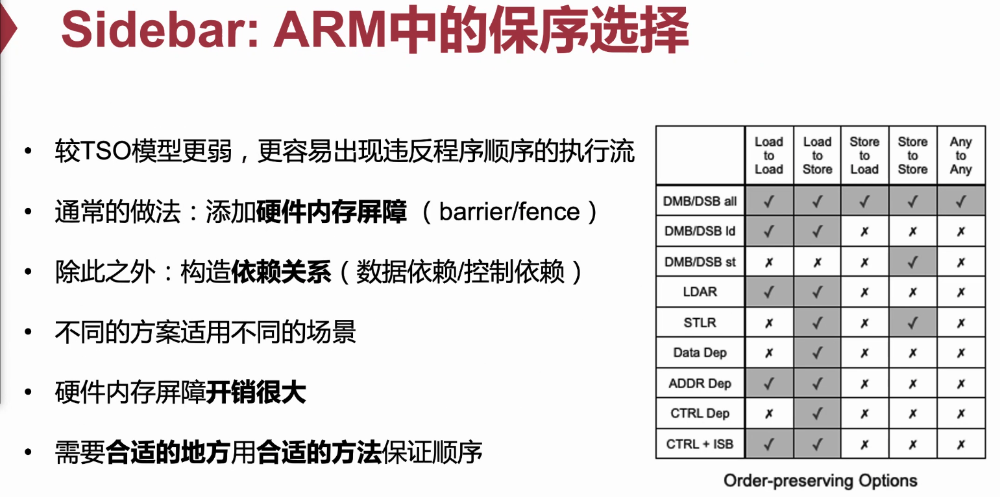 Sidebar: ARM中的保序选择
• 较TSO模型更弱，更容易出现违反程序顺序的执行流
• 通常的做法：添加硬件内存屏障（barrier/fence）
• 除此之外：构造依赖关系（数据依赖/控制依赖）
• 不同的方案适用不同的场景
• 硬件内存屏障开销很大
• 需要合适的地方用合适的方法保证顺序
Load to Load Load to Store Store to Load Store to Store Any to Any
DMB/DSB all ✓ ✓ ✓ ✓ ✓
DMB/DSB ld ✓ ✓ ✗ ✗ ✗
DMB/DSB st ✗ ✗ ✗ ✓ ✗
LDAR ✓ ✓ ✗ ✗ ✗
STLR ✗ ✓ ✗ ✓ ✗
Data Dep ✗ ✓ ✗ ✗ ✗
ADDR Dep ✓ ✓ ✗ ✗ ✗
CTRL Dep ✗ ✓ ✗ ✗ ✗
CTRL + ISB ✓ ✓ ✗ ✗ ✗
Order-preserving Options